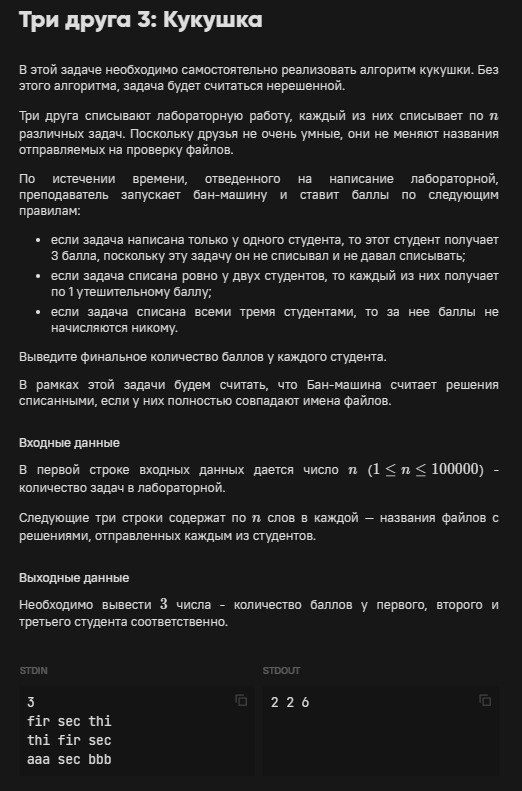 Три друга 3: Кукушка
В этой задаче необходимо самостоятельно реализовать алгоритм кукушки. Без
этого алгоритма, задача будет считаться нерешенной.
Три друга списывают лабораторную работу, каждый из них списывает по n
различных задач. Поскольку друзья не очень умные, они не меняют названия
отправляемых на проверку файлов.
По истечении времени, отведенного на написание лабораторной,
преподаватель запускает бан-машину и ставит баллы по следующим
правилам:
• если задача написана только у одного студента, то этот студент получает
3 балла, поскольку эту задачу он не списывал и не давал списывать;
• если задача списана ровно у двух студентов, то каждый из них получает
по 1 утешительному баллу;
• если задача списана всеми тремя студентами, то за нее баллы не
начисляются никому.
Выведите финальное количество баллов у каждого студента.
В рамках этой задачи будем считать, что Бан-машина считает решения
списанными, если у них полностью совпадают имена файлов.
Входные данные
В первой строке входных данных дается число n (1 ≤ n ≤ 100000) -
количество задач в лабораторной.
Следующие три строки содержат по n слов в каждой — названия файлов с
решениями, отправленных каждым из студентов.
Выходные данные
Необходимо вывести 3 числа - количество баллов у первого, второго и
третьего студента соответственно.
STDIN
3
fir sec thi
thi fir sec
aaa sec bbb
STDOUT
2 2 6